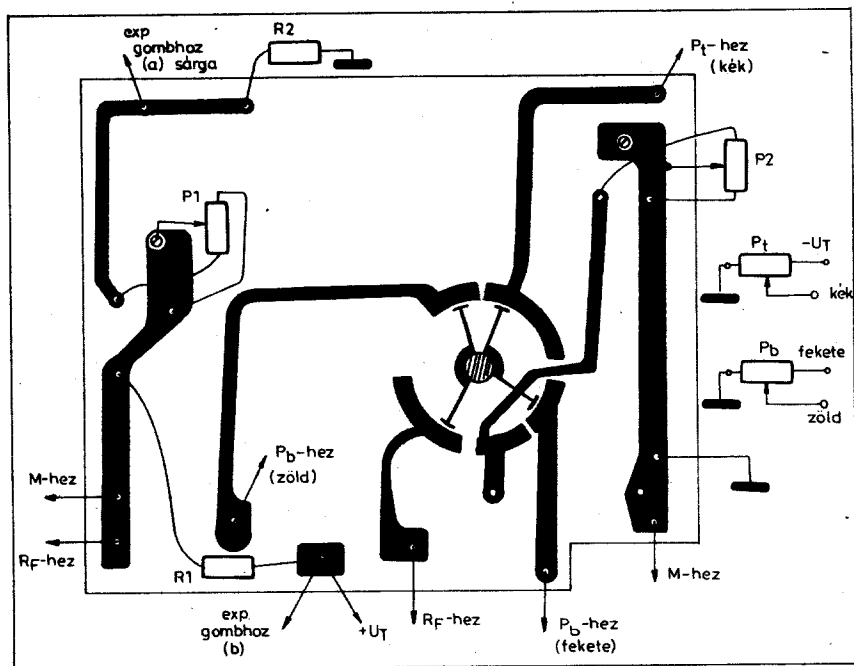 exp
gombhoz
(a) sárga
R2
Pt-hez
(kék)
P1
P2
Pt
-UT
kék
Pb
fekete
zöld
Pb-hez
(zöld)
M-hez
RF-hez
R1
exp.
gombhoz
(b)
+UT
RF-hez
Pb-hez
(fekete)
M-hez